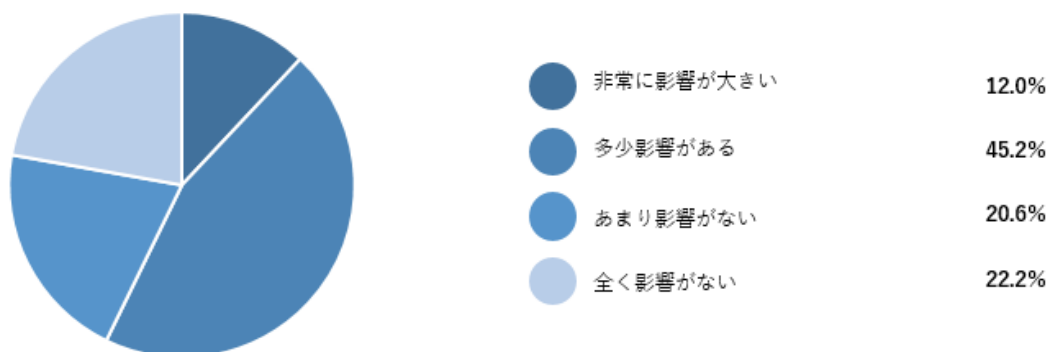 非常に影響が大きい 12.0%
多少影響がある 45.2%
あまり影響がない 20.6%
全く影響がない 22.2%